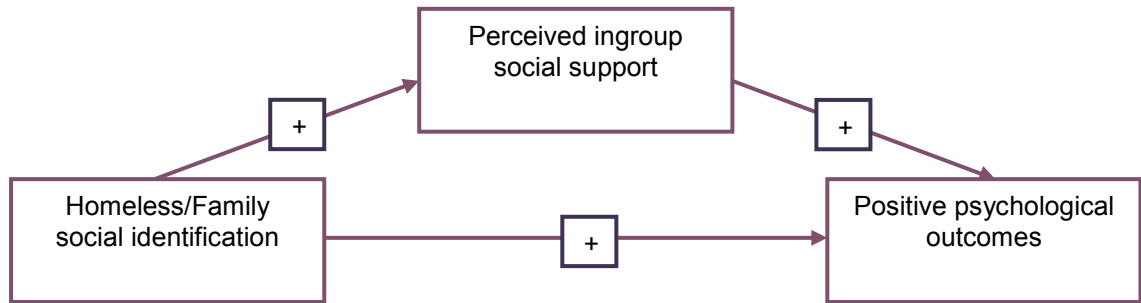 Perceived ingroup
social support
+
+
Homeless/Family
social identification
+
Positive psychological
outcomes